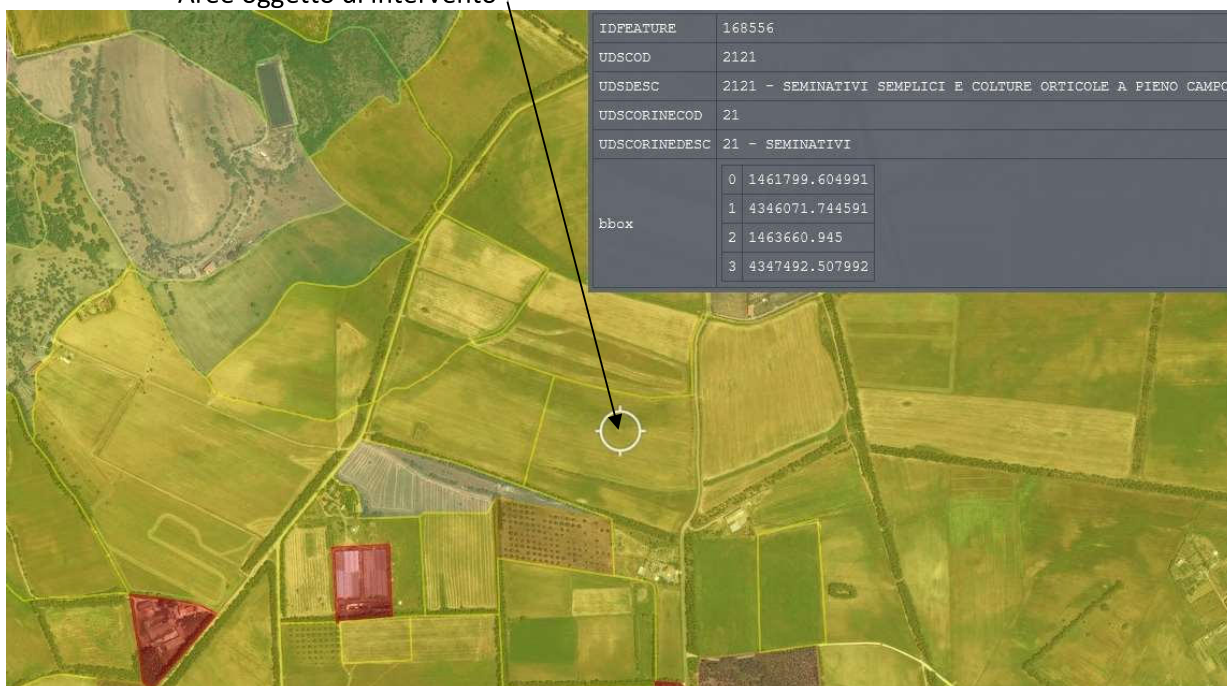 Aree oggetto di intervento
IDFEATURE 168556
UDSCOD 2121
UDSDESC 2121 - SEMINATIVI SEMPLICI E COLTURE ORTICOLE A PIENO CAMPO
UDSCORINECOD 21
UDSCORINEDESC 21 - SEMINATIVI
bbox
0 1461799.604991
1 4346071.744591
2 1463660.945
3 4347492.507992